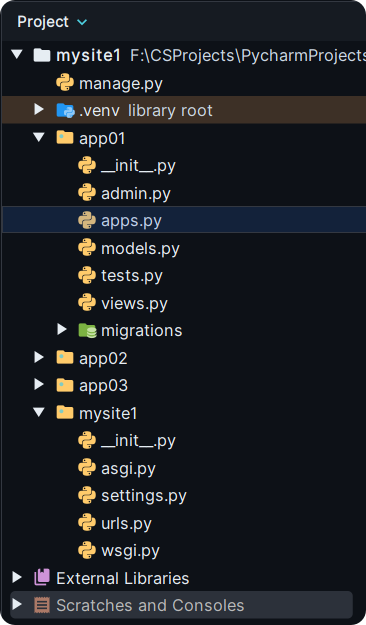 Project
mysite1 F:\CSProjects\PycharmProjects
manage.py
.venv library root
app01
__init__.py
admin.py
apps.py
models.py
tests.py
views.py
migrations
app02
app03
mysite1
__init__.py
asgi.py
settings.py
urls.py
wsgi.py
External Libraries
Scratches and Consoles